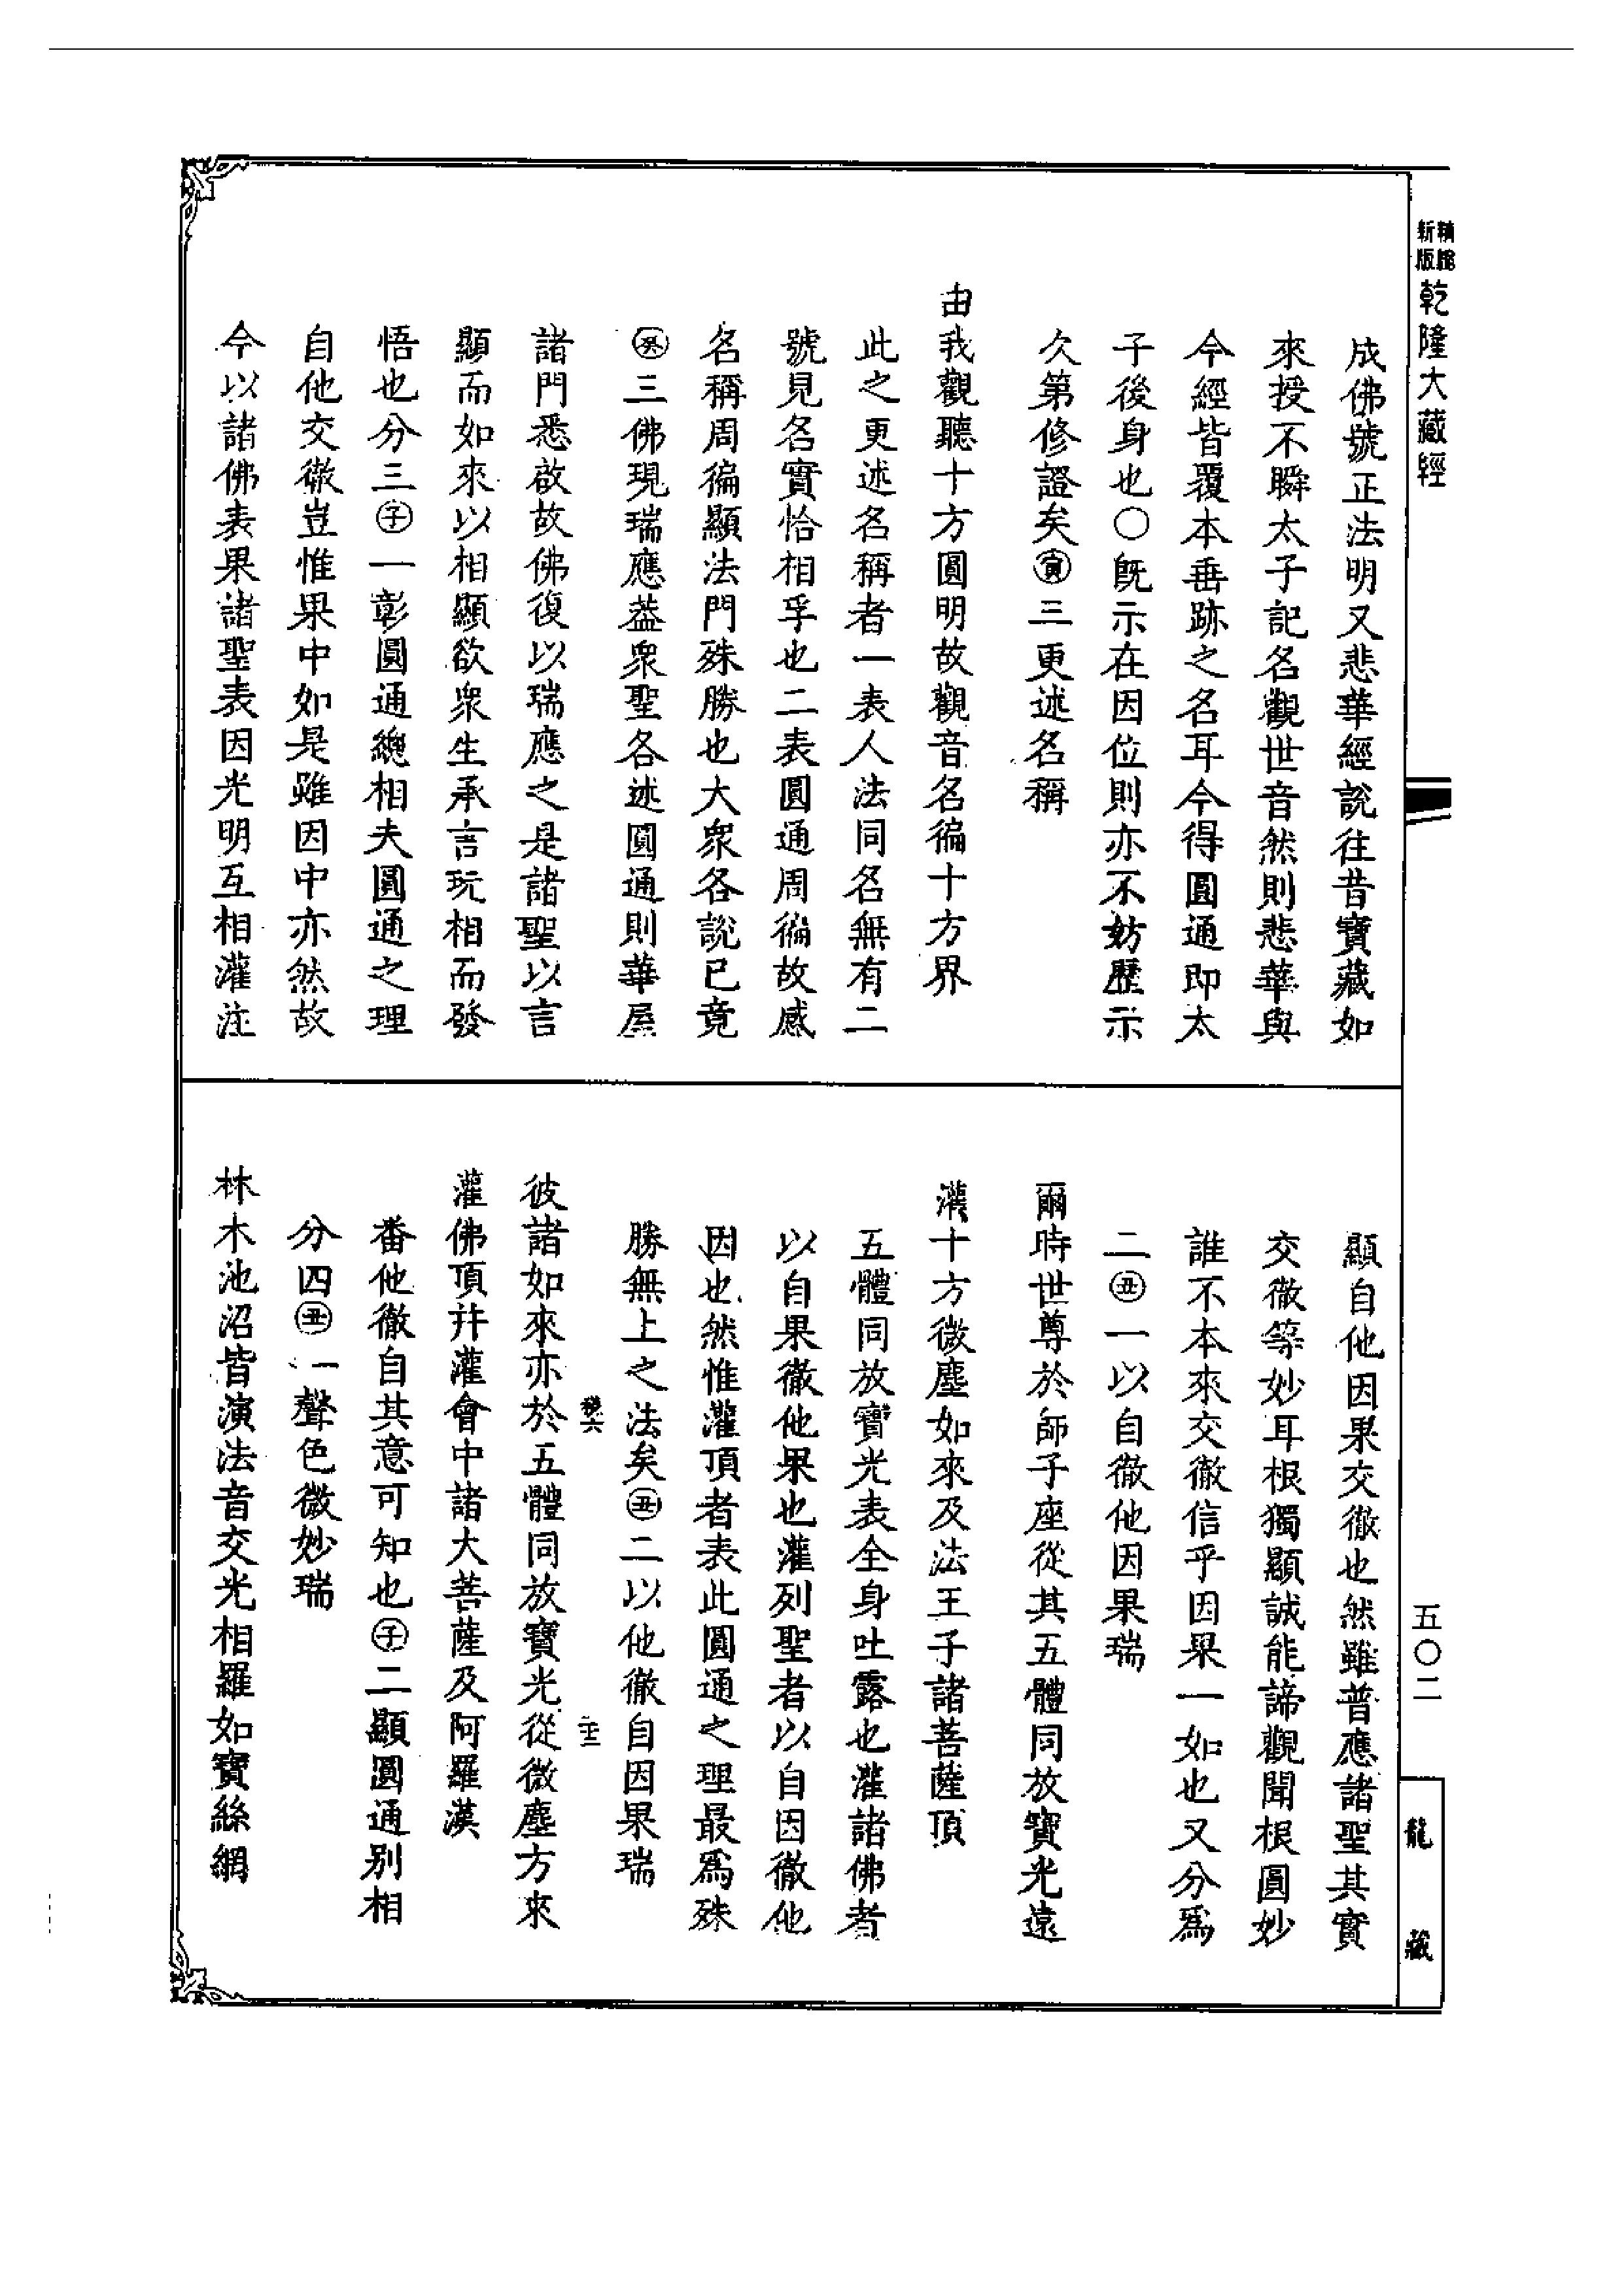 精縮
新版
乾隆大藏經
成佛號正法明又悲華經說往昔寶藏如
來授不瞬太子記名觀世音然則悲華與
今經皆覆本垂跡之名耳今得圓通即太
子後身也〇旣示在因位則亦不妨歷示
久第修證矣㊞三更述名稱
由我觀聽十方圓明故觀音名徧十方界
此之更述名稱者一表人法同名無有二
號見名實恰相孚也二表圓通周徧故感
名稱周徧顯法門殊勝也大衆各說已竟
癸三佛現瑞應葢衆聖各述圓通則華屋
諸門悉啟故佛復以瑞應之是諸聖以言
顯而如來以相顯欲衆生承言玩相而發
悟也分三子一彰圓通總相夫圓通之理
自他交徹豈惟果中如是雖因中亦然故
今以諸佛表果諸聖表因光明互相灌注
顯自他因果交徹也然雖普應諸聖其實
交徹等妙耳根獨顯誠能諦觀聞根圓妙
誰不本來交徹信乎因果一如也又分爲
二丑一以自徹他因果瑞
爾時世尊於師子座從其五體同放寶光遠
灌十方微塵如來及法王子諸菩薩頂
五體同放寶光表全身吐露也灌諸佛者
以自果徹他果也灌列聖者以自因徹他
因也然惟灌頂者表此圓通之理最爲殊
勝無上之法矣丑二以他徹自因果瑞
彼諸如來亦於五體同放寶光從微塵方來
灌佛頂幷灌會中諸大菩薩及阿羅漢
番他徹自其意可知也子二顯圓通別相
分四丑一聲色微妙瑞
林木池沼皆演法音交光相羅如寶絲網
五〇二
龍藏